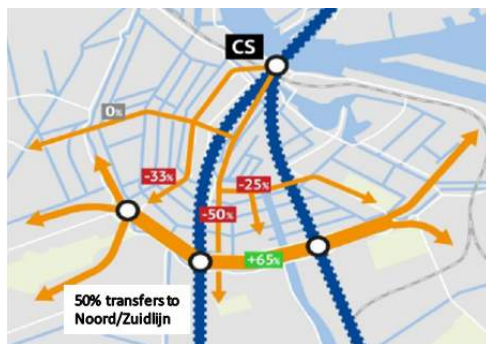 CS
0%
-33%
-25%
-50%
+65%
50% transfers to
Noord/Zuidlijn